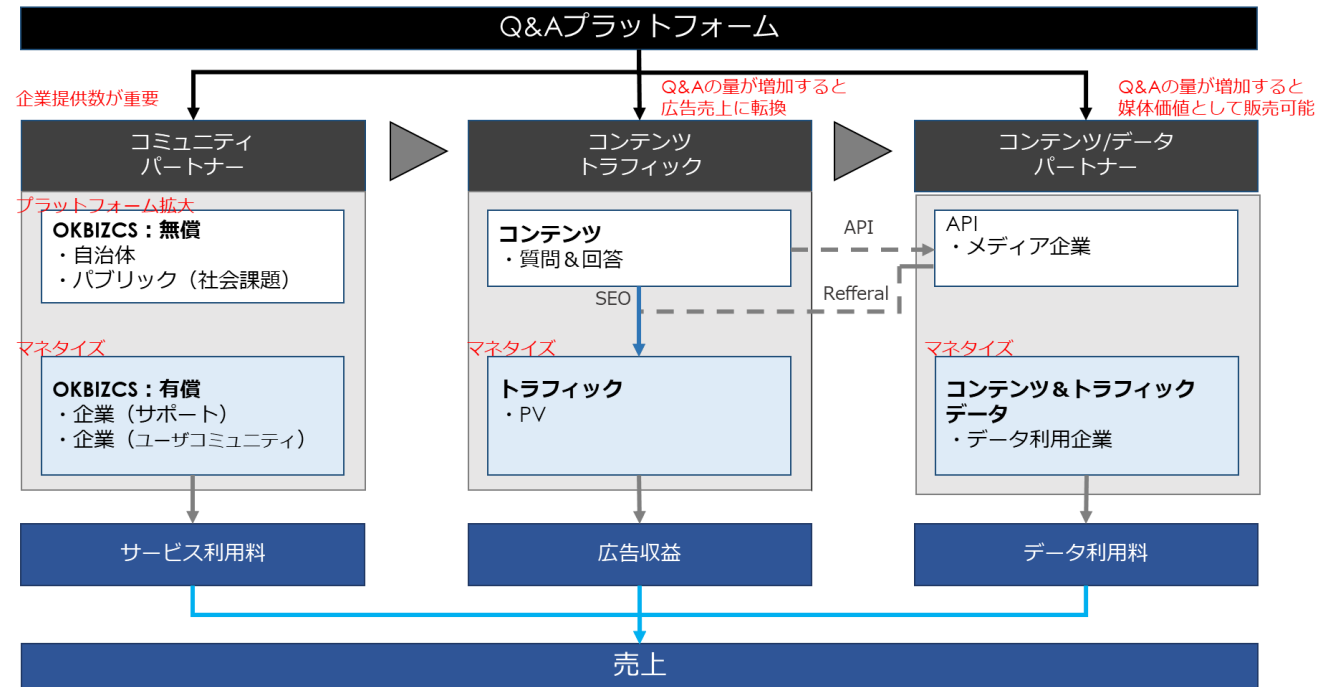 Q&Aプラットフォーム
企業提供数が重要
Q&Aの量が増加すると
広告売上に転換
Q&Aの量が増加すると
媒体価値として販売可能
コミュニティ
パートナー
コンテンツ
トラフィック
コンテンツ/データ
パートナー
プラットフォーム拡大
OKBIZCS：無償
・自治体
・パブリック（社会課題）
コンテンツ
・質問＆回答
API
API
・メディア企業
SEO
Refferal
マネタイズ
OKBIZCS：有償
・企業（サポート）
・企業（ユーザコミュニティ）
マネタイズ
トラフィック
・PV
マネタイズ
コンテンツ＆トラフィック
データ
・データ利用企業
サービス利用料
広告収益
データ利用料
売上